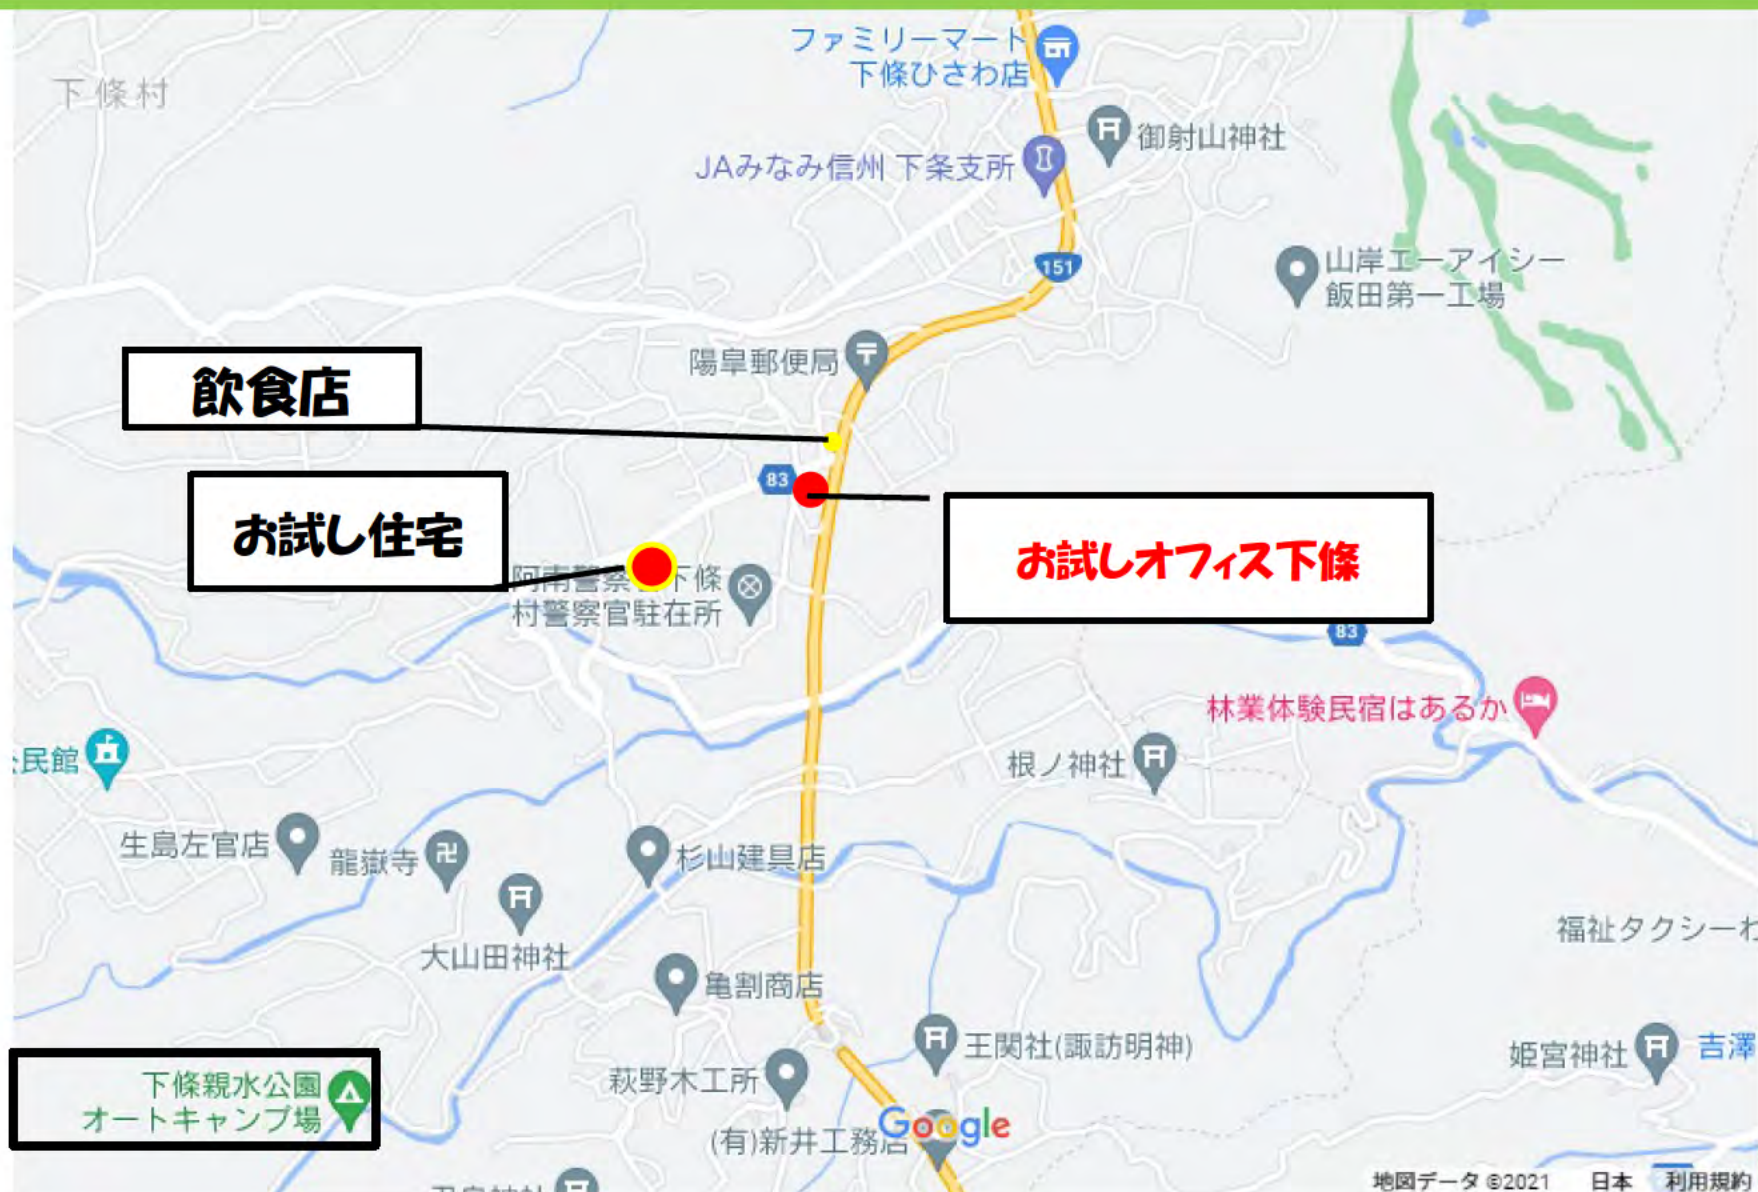 ファミリーマート
下條ひさわ店
下條村
御射山神社
JAみなみ信州 下条支所
151
山岸エーアイシー
飯田第一工場
陽皐郵便局
飲食店
83
お試し住宅
お試しオフィス下條
阿南警察 下條
村警察官駐在所
83
林業体験民宿はあるか
民館
根ノ神社
生島左官店
龍嶽寺
杉山建具店
福祉タクシーわ
大山田神社
亀割商店
王関社(諏訪明神)
姫宮神社
吉澤
下條親水公園
オートキャンプ場
萩野木工所
Google
(有)新井工務店
地図データ ©2021
日本
利用規約